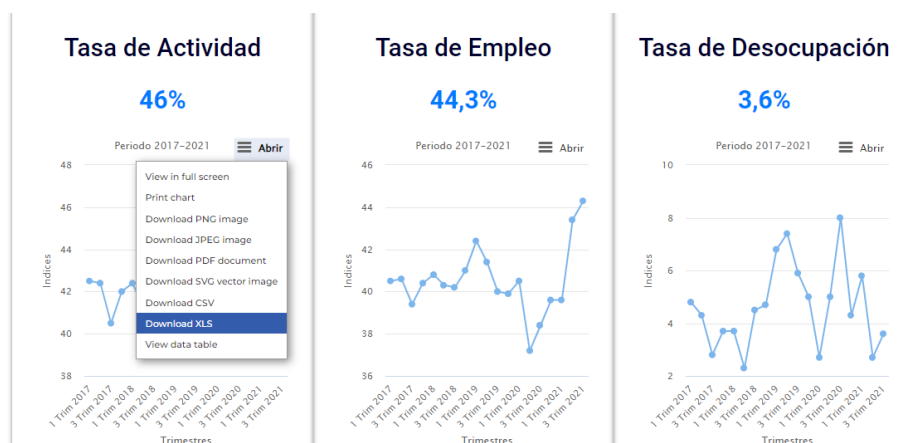 Tasa de Actividad
46%
Periodo 2017-2021
Abrir
View in full screen
Print chart
Download PNG image
Download JPEG image
Download PDF document
Download SVG vector image
Download CSV
Download XLS
View data table
48
46
44
42
40
38
Indices
1 Trim 2017
3 Trim 2017
1 Trim 2018
3 Trim 2018
1 Trim 2019
3 Trim 2019
1 Trim 2020
3 Trim 2020
1 Trim 2021
3 Trim 2021
Trimestres
Tasa de Empleo
44,3%
Periodo 2017-2021
Abrir
46
44
42
40
38
36
Indices
1 Trim 2017
3 Trim 2017
1 Trim 2018
3 Trim 2018
1 Trim 2019
3 Trim 2019
1 Trim 2020
3 Trim 2020
1 Trim 2021
3 Trim 2021
Trimestres
Tasa de Desocupación
3,6%
Periodo 2017-2021
Abrir
10
8
6
4
2
Indices
1 Trim 2017
3 Trim 2017
1 Trim 2018
3 Trim 2018
1 Trim 2019
3 Trim 2019
1 Trim 2020
3 Trim 2020
1 Trim 2021
3 Trim 2021
Trimestres